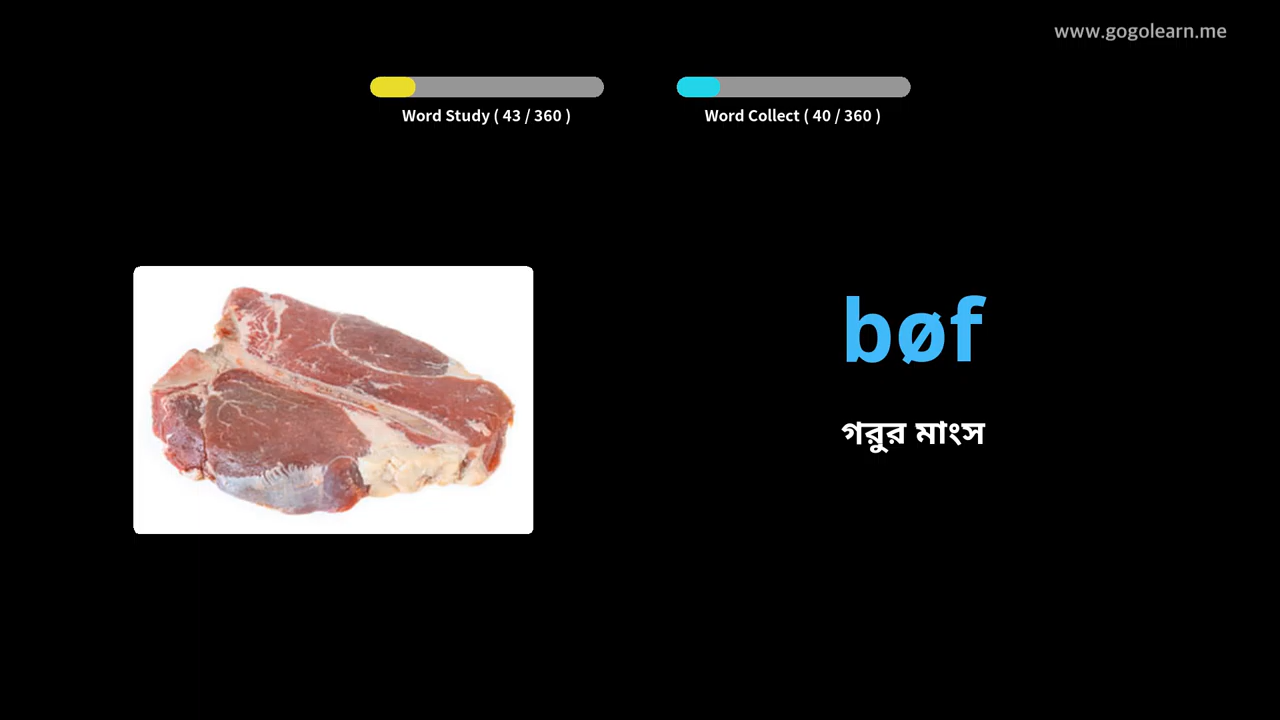 www.gogolearn.me
Word Study ( 43 / 360 )
Word Collect ( 40 / 360 )
bøf
গরুর মাংস